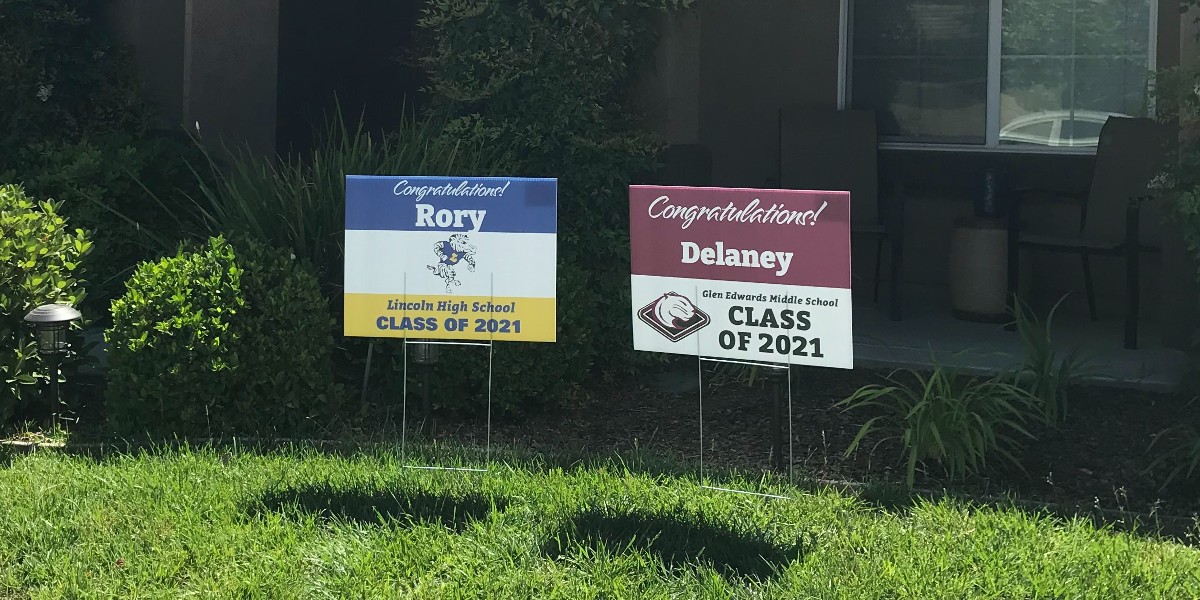 Congratulations!
Rory
Lincoln High School
CLASS OF 2021
Congratulations!
Delaney
Glen Edwards Middle School
CLASS
OF 2021